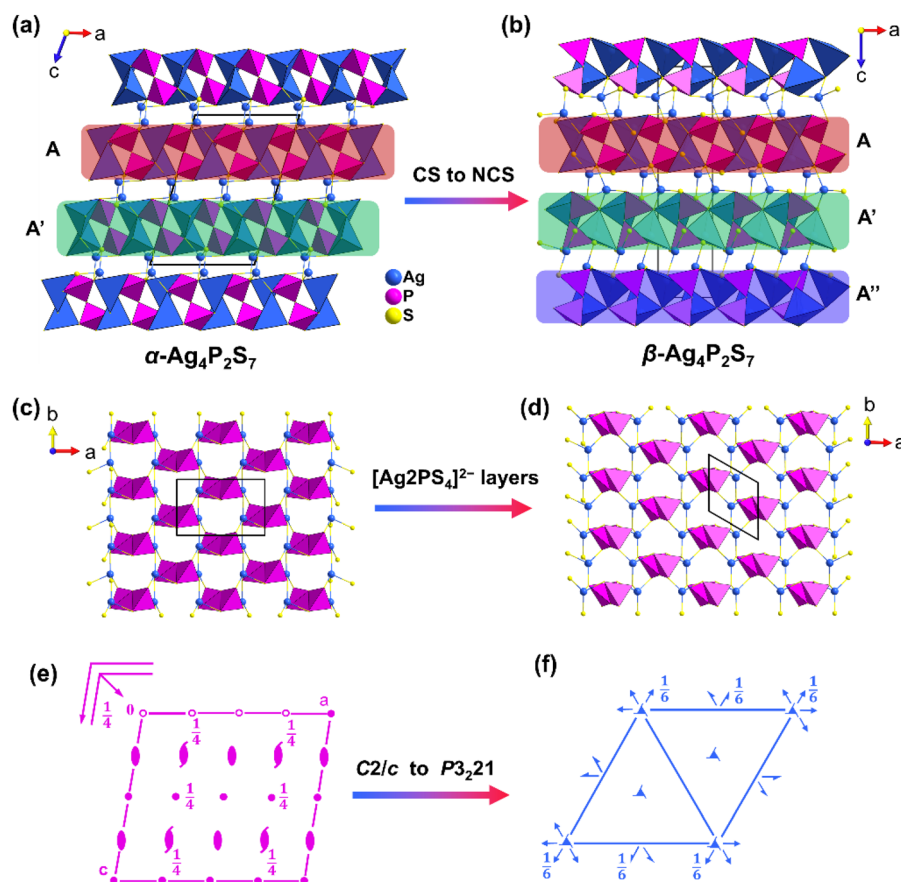 (a)
a
c
A
A'
α-Ag₄P₂S₇
Ag
P
S
CS to NCS
(b)
a
c
A
A'
A''
β-Ag₄P₂S₇
(c)
b
a
[Ag2PS₄]²⁻ layers
(d)
b
a
(e)
1/4
0
a
1/4
1/4
1/4
1/4
1/4
1/4
c
C2/c to P3₂21
(f)
1/6
1/6
1/6
1/6
1/6
1/6